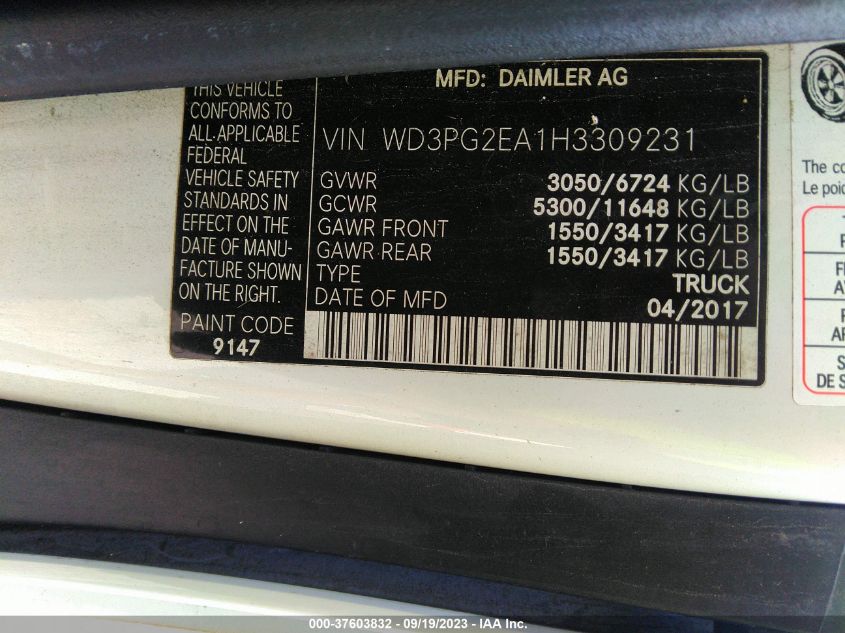 THIS VEHICLE
CONFORMS TO
ALL APPLICABLE
FEDERAL
VEHICLE SAFETY
STANDARDS IN
EFFECT ON THE
DATE OF MANU-
FACTURE SHOWN
ON THE RIGHT.
PAINT CODE
9147
MFD: DAIMLER AG
VIN WD3PG2EA1H3309231
GVWR 3050/6724 KG/LB
GCWR 5300/11648 KG/LB
GAWR FRONT 1550/3417 KG/LB
GAWR REAR 1550/3417 KG/LB
TYPE TRUCK
DATE OF MFD 04/2017
The co
Le poid
DE S
000-37603832 - 09/19/2023 - IAA Inc.